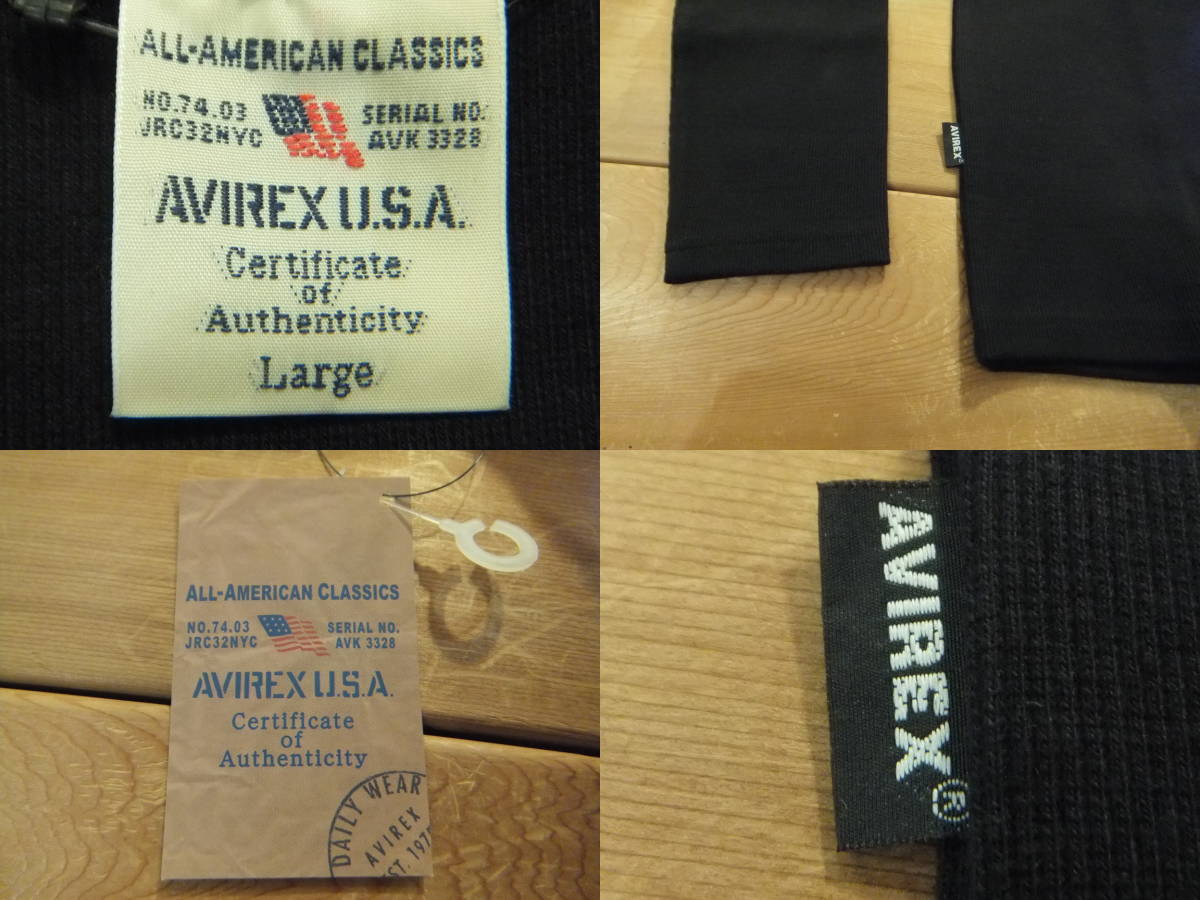 ALL-AMERICAN CLASSICS
NO.74.03
JRC32NYC
SERIAL NO.
AVK 3328
AVIREX U.S.A.
Certificate
of
Authenticity
Large
AVIREX
ALL-AMERICAN CLASSICS
NO.74.03
JRC32NYC
SERIAL NO.
AVK 3328
AVIREX U.S.A.
Certificate
of
Authenticity
DAILY WEAR
AVIREX
AVIREX®